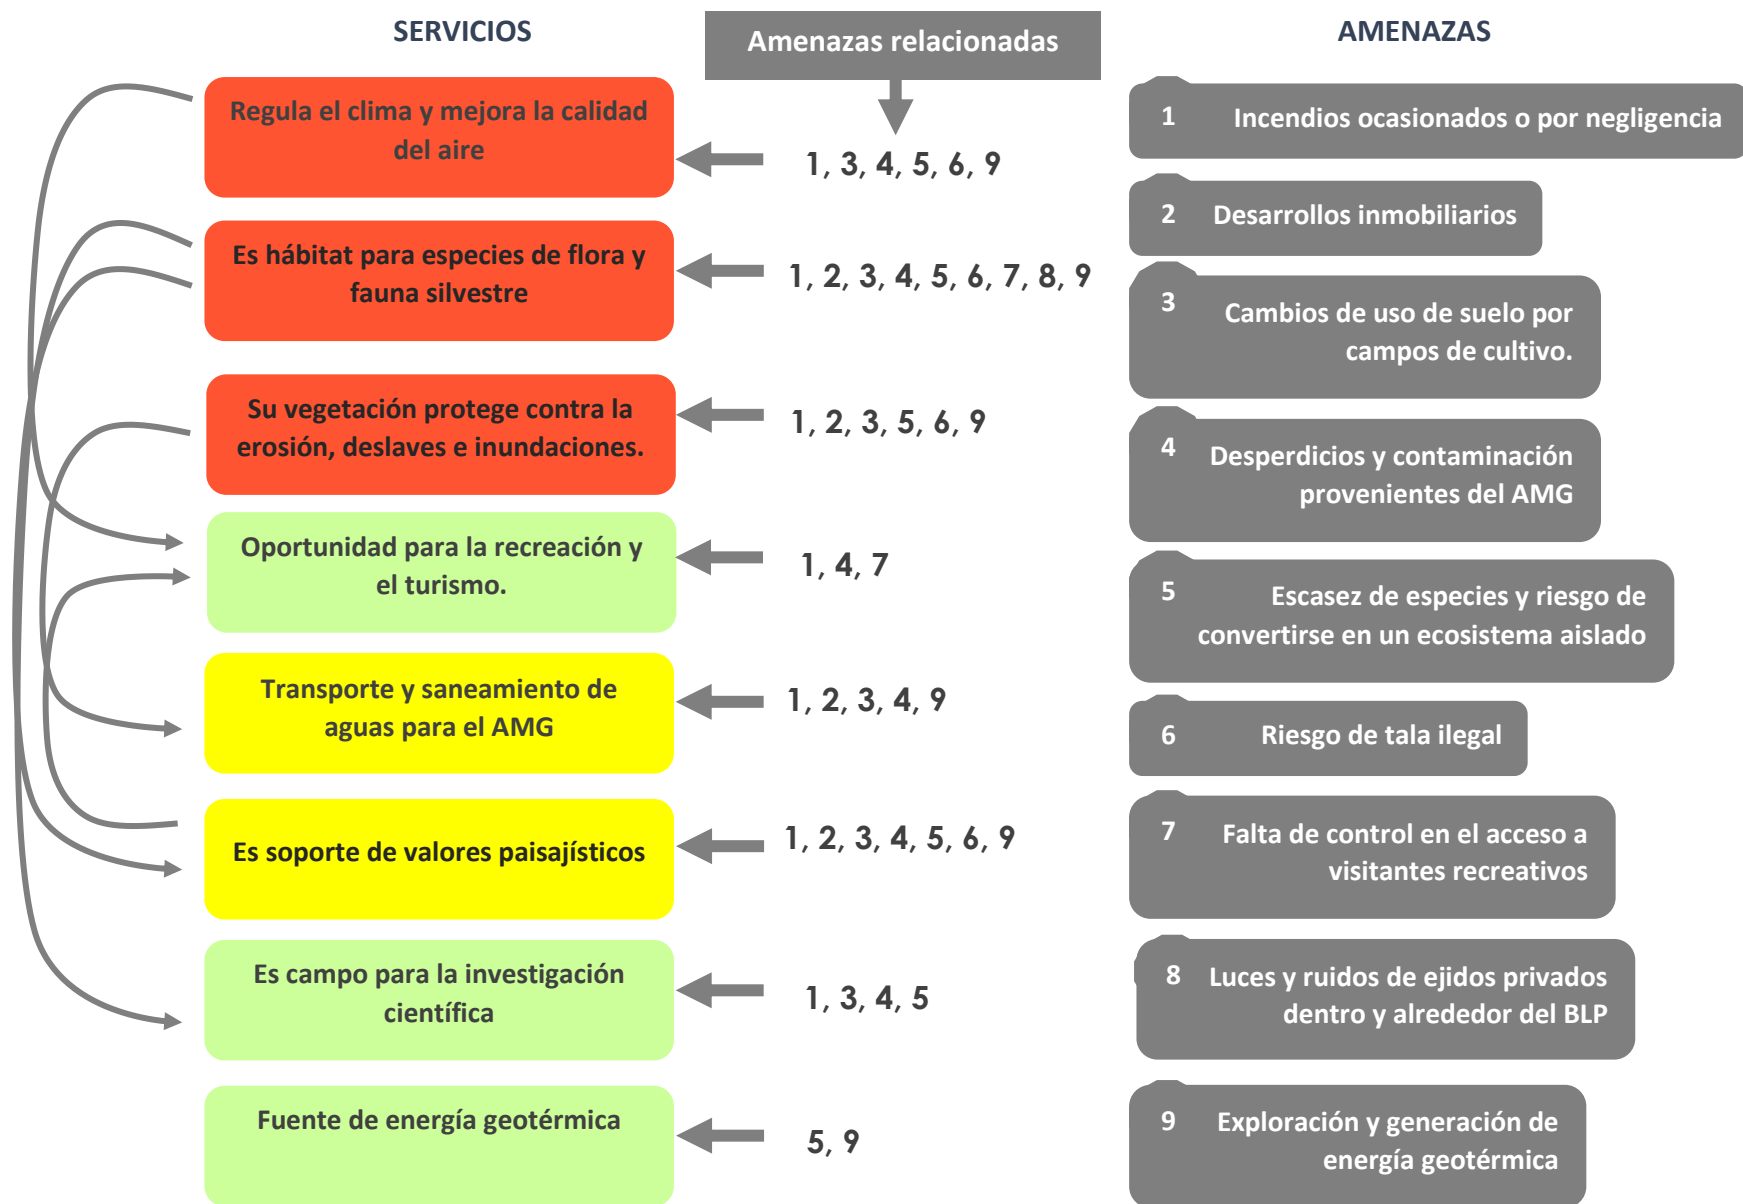 SERVICIOS
Amenazas relacionadas
AMENAZAS
Regula el clima y mejora la calidad
del aire
1, 3, 4, 5, 6, 9
1
Incendios ocasionados o por negligencia
2
Desarrollos inmobiliarios
Es hábitat para especies de flora y
fauna silvestre
1, 2, 3, 4, 5, 6, 7, 8, 9
3
Cambios de uso de suelo por
campos de cultivo.
Su vegetación protege contra la
erosión, deslaves e inundaciones.
1, 2, 3, 5, 6, 9
4
Desperdicios y contaminación
provenientes del AMG
Oportunidad para la recreación y
el turismo.
1, 4, 7
5
Escasez de especies y riesgo de
convertirse en un ecosistema aislado
Transporte y saneamiento de
aguas para el AMG
1, 2, 3, 4, 9
6
Riesgo de tala ilegal
Es soporte de valores paisajísticos
1, 2, 3, 4, 5, 6, 9
7
Falta de control en el acceso a
visitantes recreativos
Es campo para la investigación
científica
1, 3, 4, 5
8
Luces y ruidos de ejidos privados
dentro y alrededor del BLP
Fuente de energía geotérmica
5, 9
9
Exploración y generación de
energía geotérmica